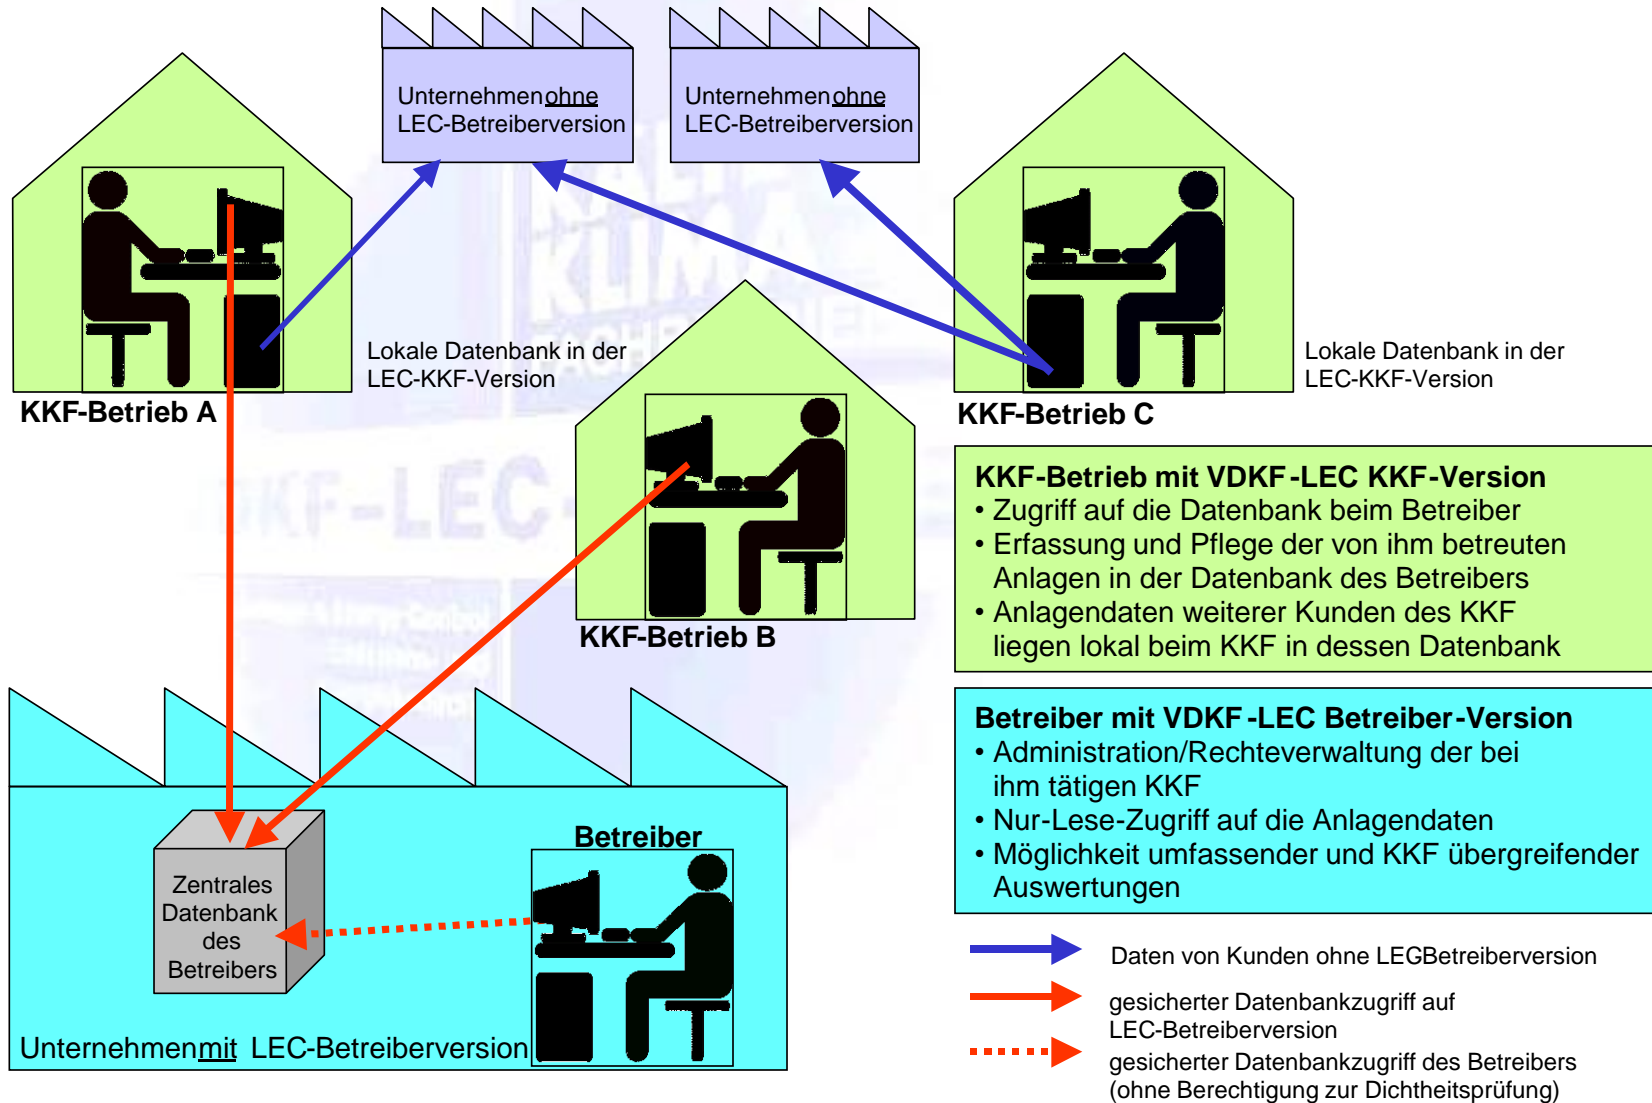 Unternehmen ohne
LEC-Betreiberversion
Unternehmen ohne
LEC-Betreiberversion
Lokale Datenbank in der
LEC-KKF-Version
KKF-Betrieb A
Lokale Datenbank in der
LEC-KKF-Version
KKF-Betrieb C
KKF-Betrieb B
KKF-Betrieb mit VDKF-LEC KKF-Version
• Zugriff auf die Datenbank beim Betreiber
• Erfassung und Pflege der von ihm betreuten
Anlagen in der Datenbank des Betreibers
• Anlagendaten weiterer Kunden des KKF
liegen lokal beim KKF in dessen Datenbank
Betreiber mit VDKF-LEC Betreiber-Version
• Administration/Rechteverwaltung der bei
ihm tätigen KKF
• Nur-Lese-Zugriff auf die Anlagendaten
• Möglichkeit umfassender und KKF übergreifender
Auswertungen
Betreiber
Zentrales
Datenbank
des
Betreibers
Unternehmen mit LEC-Betreiberversion
Daten von Kunden ohne LEGBetreiberversion
gesicherter Datenbankzugriff auf
LEC-Betreiberversion
gesicherter Datenbankzugriff des Betreibers
(ohne Berechtigung zur Dichtheitsprüfung)
KLIMA
DKF-LEC-